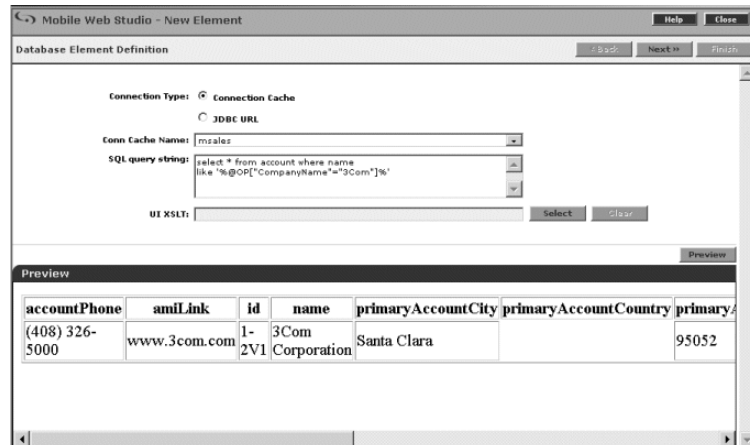 Mobile Web Studio - New Element
Help
Close
Database Element Definition
« Back
Next »
Finish
Connection Type:
Connection Cache
JDBC URL
Conn Cache Name:
msales
SQL query string:
select * from account where name
like '%@OP["CompanyName"="3Com"]%'
UI XSLT:
Select
Clear
Preview
Preview
accountPhone amiLink id name primaryAccountCity primaryAccountCountry primaryA
(408) 326- 1- 3Com
5000 www.3com.com 2V1 Corporation Santa Clara 95052